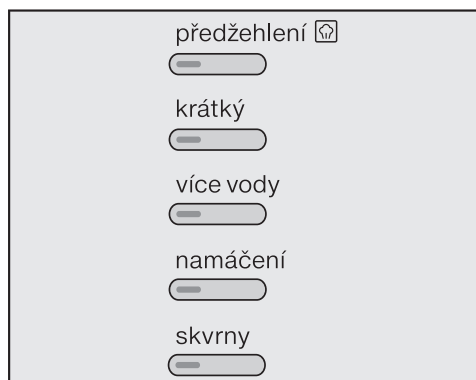 předžehlení
krátký
více vody
namáčení
skvrny